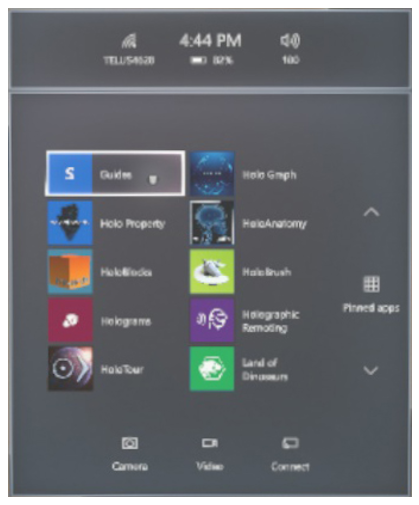 4:44 PM
TELUS4628
82%
100
S
Guides
Holo Graph
Holo Property
HoloAnatomy
HoloBlocks
HoloBrush
Holograms
Holographic
Remoting
HoloTour
Land of
Dinosaurs
Pinned apps
Camera
Video
Connect